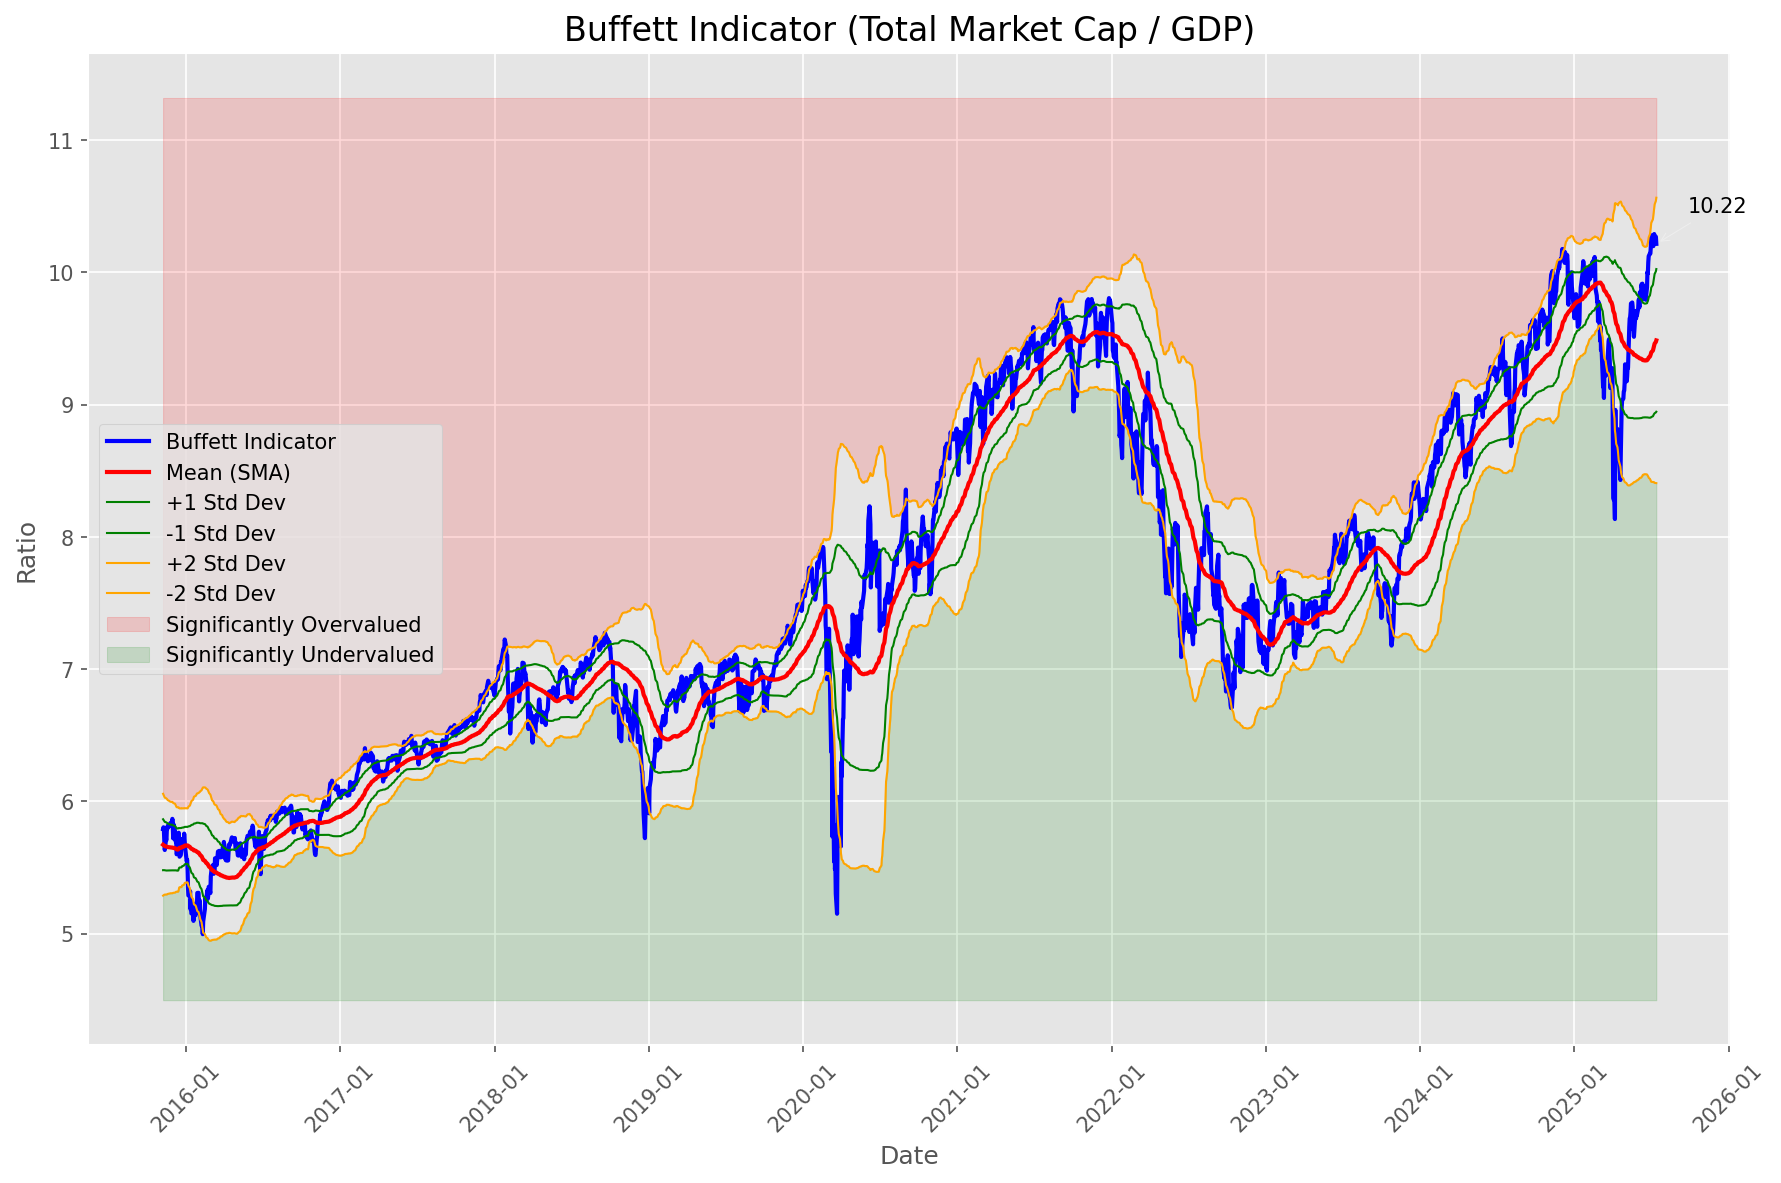 Buffett Indicator (Total Market Cap / GDP)
11
10.22
10
9
8
7
6
5
Ratio
Buffett Indicator
Mean (SMA)
+1 Std Dev
-1 Std Dev
+2 Std Dev
-2 Std Dev
Significantly Overvalued
Significantly Undervalued
2016-01
2017-01
2018-01
2019-01
2020-01
2021-01
2022-01
2023-01
2024-01
2025-01
2026-01
Date